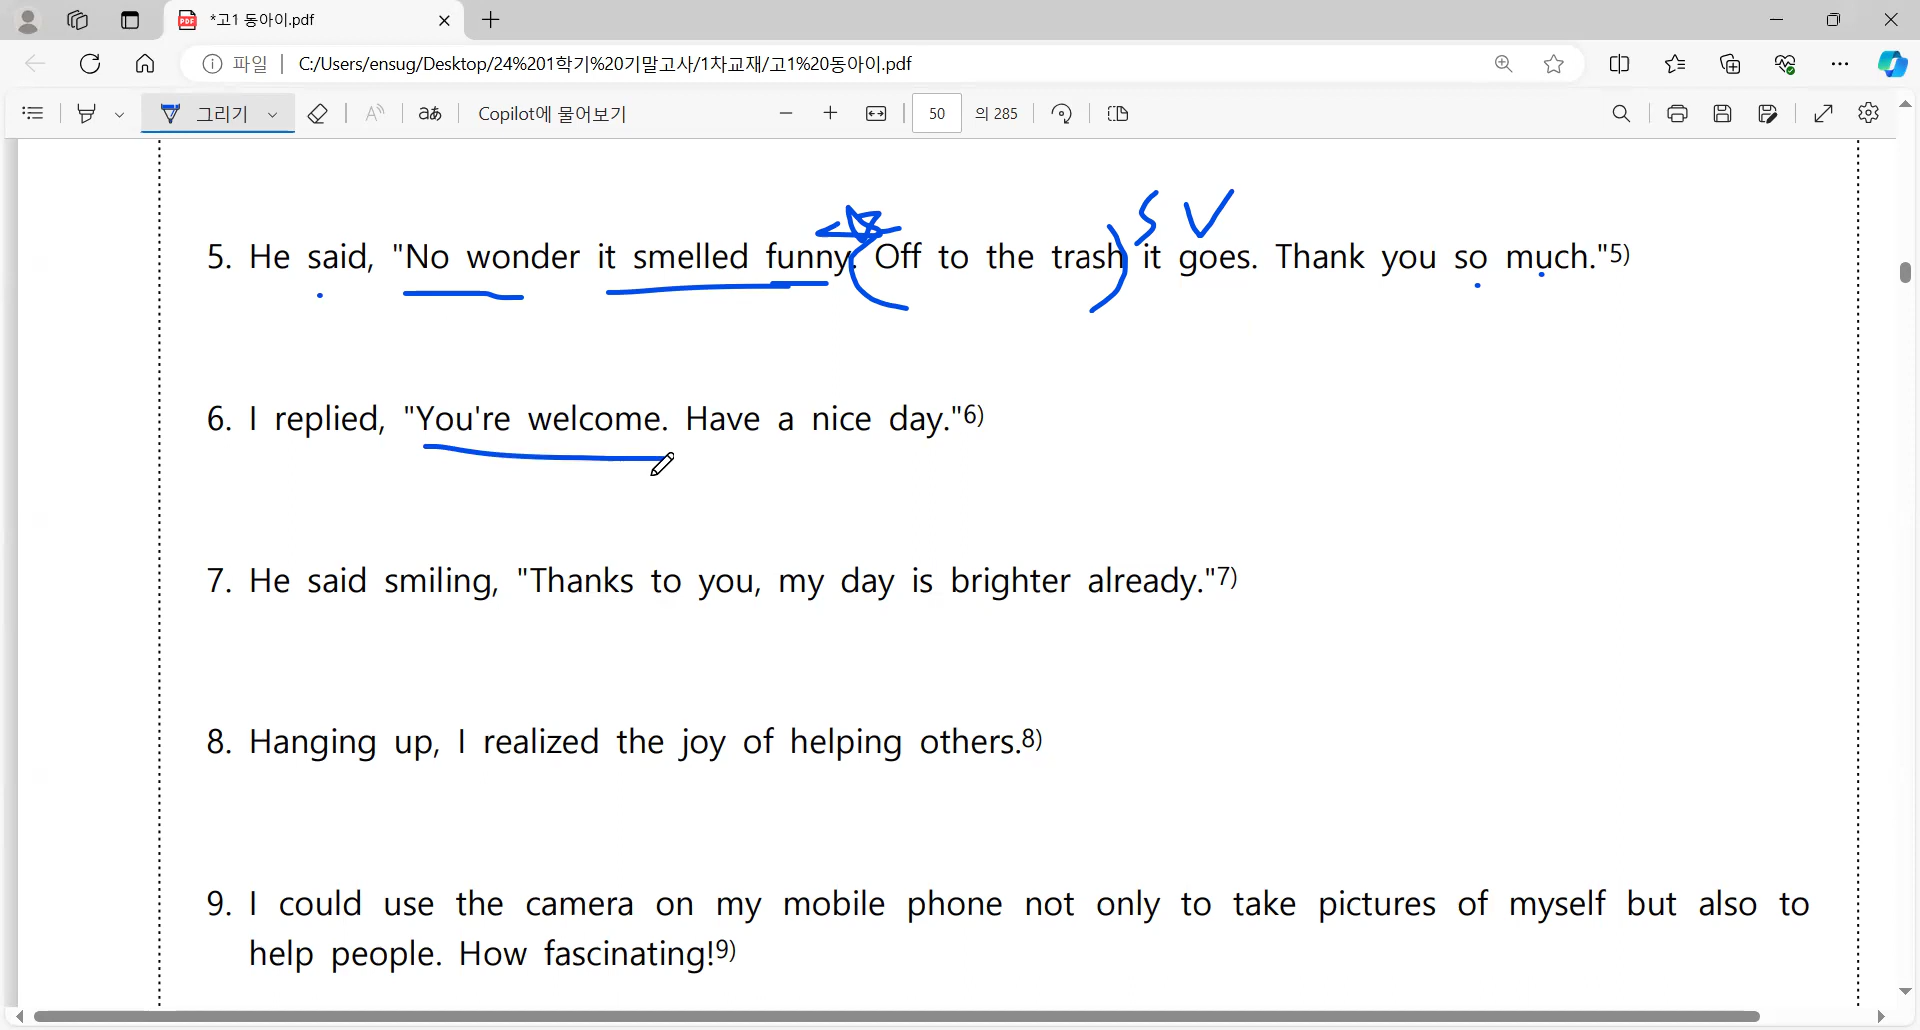 *고1 동아이.pdf
파일 C:/Users/ensug/Desktop/24%201학기%20기말고사/1차교재/고1%20동아이.pdf
그리기 aあ Copilot에 물어보기 50 의 285
S V
5. He said, "No wonder it smelled funny. Off to the trash it goes. Thank you so much."5)
6. I replied, "You're welcome. Have a nice day."6)
7. He said smiling, "Thanks to you, my day is brighter already."7)
8. Hanging up, I realized the joy of helping others.8)
9. I could use the camera on my mobile phone not only to take pictures of myself but also to
help people. How fascinating!9)